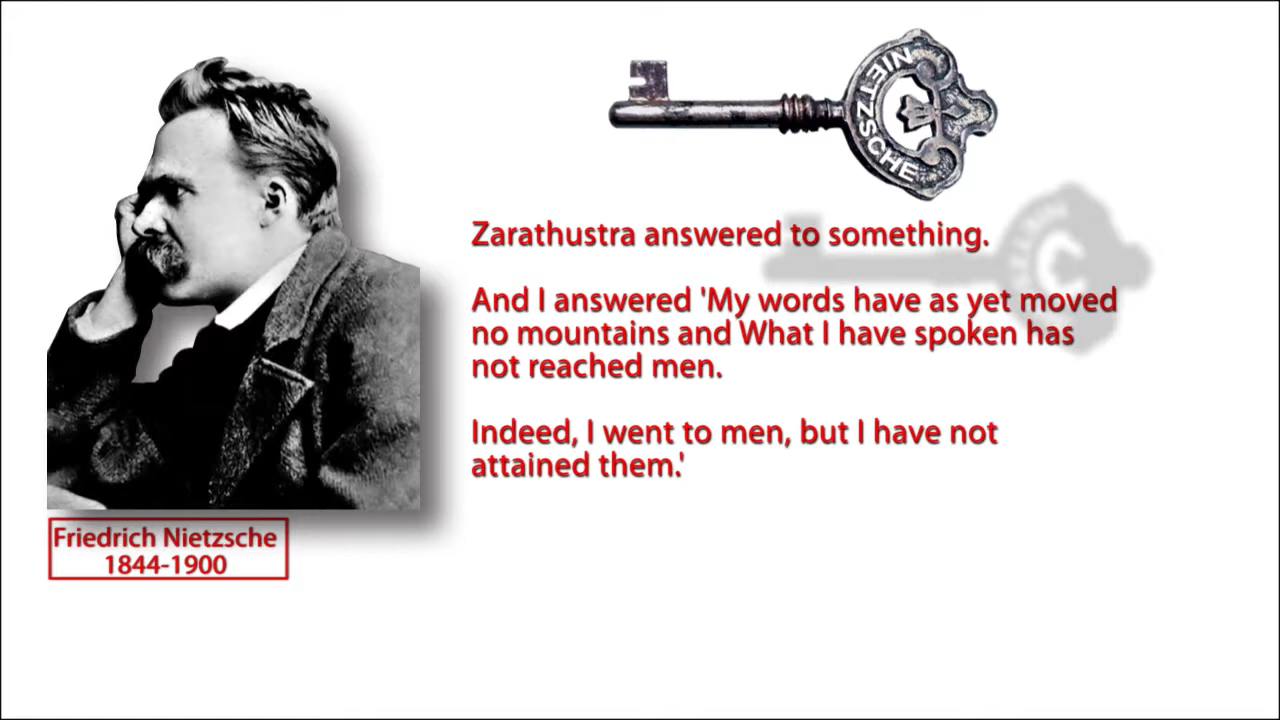 NIETZSCHE
Zarathustra answered to something.
And I answered 'My words have as yet moved
no mountains and What I have spoken has
not reached men.
Indeed, I went to men, but I have not
attained them.'
Friedrich Nietzsche
1844-1900